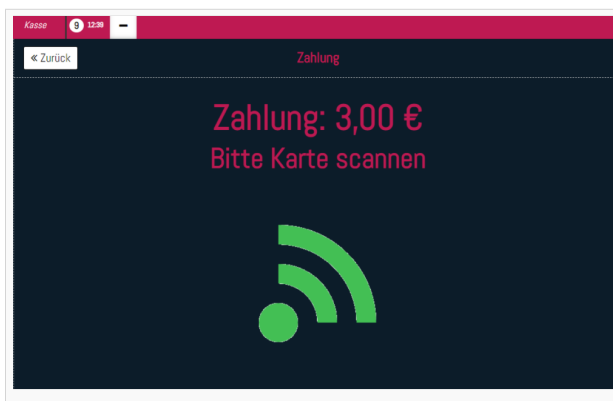 Kasse 9 12:39
« Zurück
Zahlung
Zahlung: 3,00 €
Bitte Karte scannen